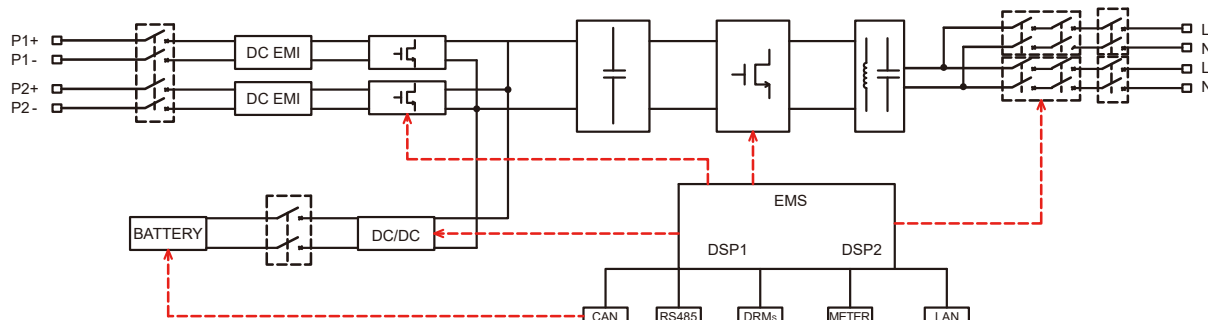 P1+
P1-
P2+
P2-
DC EMI
DC EMI
L
N
L
N
BATTERY
DC/DC
EMS
DSP1
DSP2
CAN
RS485
DRMs
METER
LAN